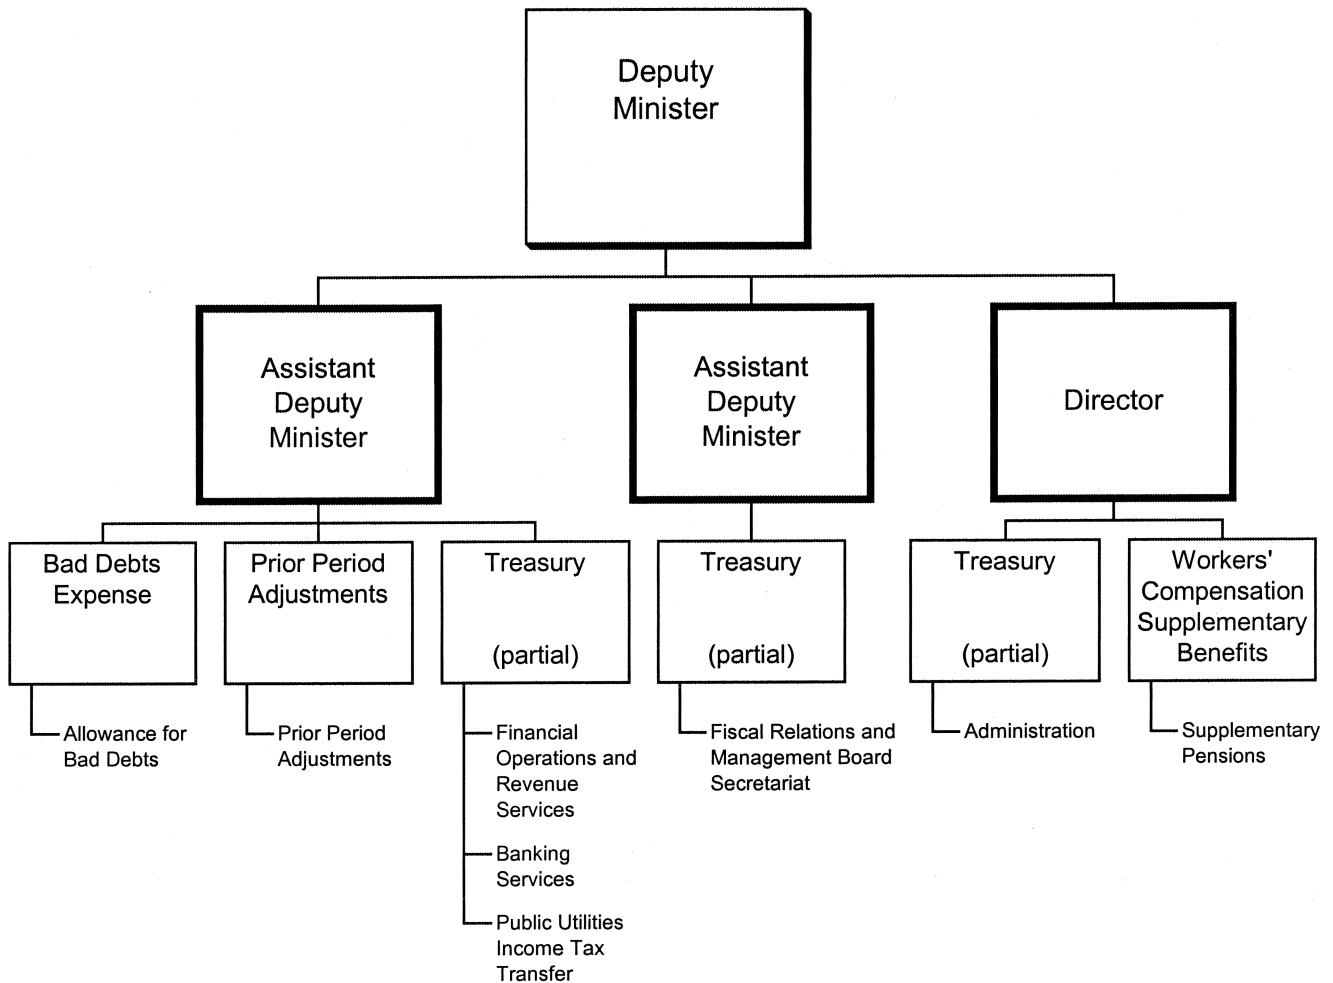 Deputy
Minister
Assistant
Deputy
Minister
Assistant
Deputy
Minister
Director
Bad Debts
Expense
Prior Period
Adjustments
Treasury
(partial)
Treasury
(partial)
Treasury
(partial)
Workers'
Compensation
Supplementary
Benefits
Allowance for
Bad Debts
Prior Period
Adjustments
Financial
Operations and
Revenue
Services
Banking
Services
Public Utilities
Income Tax
Transfer
Fiscal Relations and
Management Board
Secretariat
Administration
Supplementary
Pensions